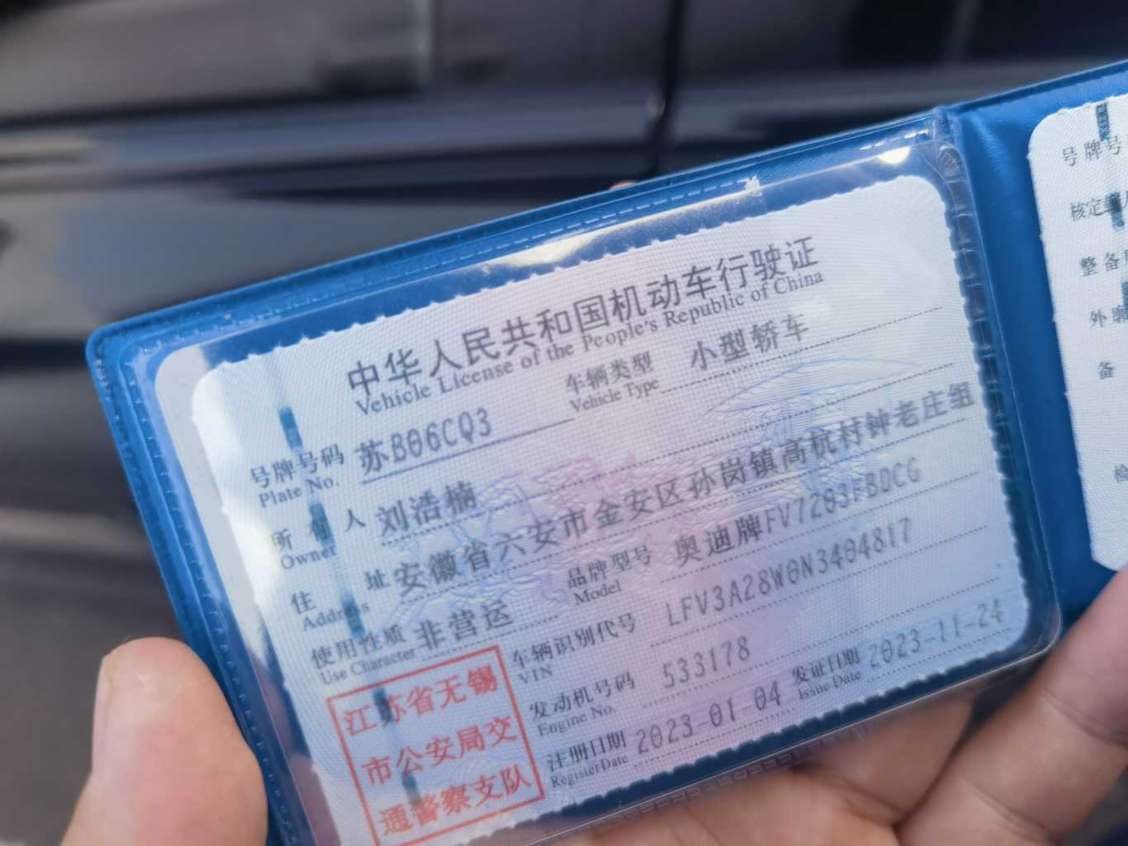 中华人民共和国机动车行驶证
Vehicle License of the People's Republic of China
号牌号码 苏B06CQ3 车辆类型 小型轿车
Plate No. Vehicle Type
所有人 刘浩楠
Owner
住址 安徽省六安市金安区孙岗镇高杭村钟老庄组
Address
使用性质 非营运 品牌型号 奥迪牌FV7203FBDCG
Use Character Model
车辆识别代号 LFV3A28W0N3404817
VIN
发动机号码 533178
Engine No.
注册日期 2023-01-04 发证日期 2023-11-24
Register Date Issue Date
江苏省无锡
市公安局交
通警察支队
号牌号
核定
整备
外廓
备